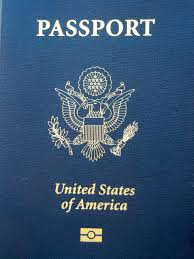 PASSPORT
United States
of America